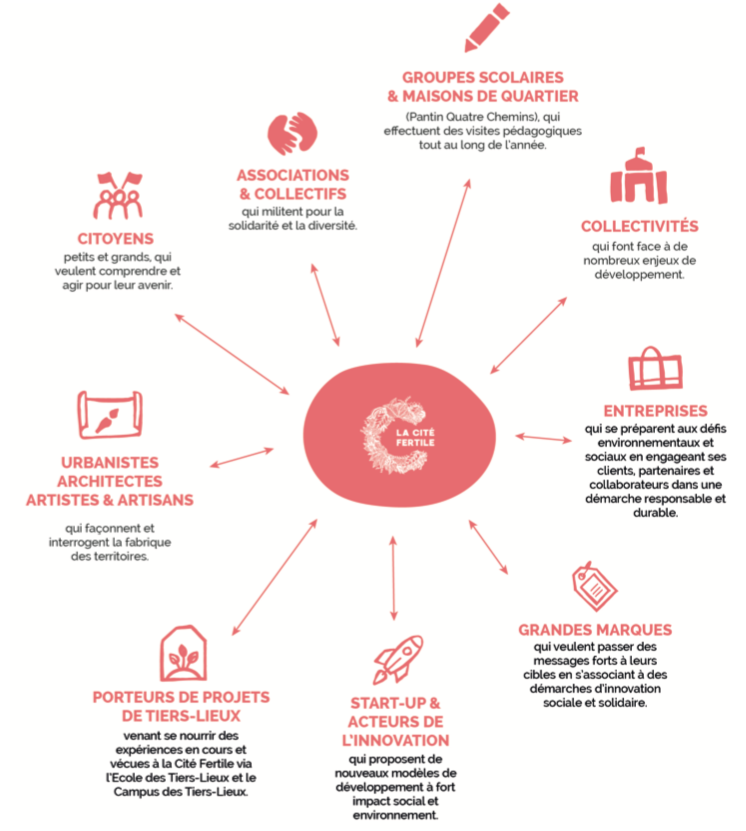 GROUPES SCOLAIRES
& MAISONS DE QUARTIER
(Pantin Quatre Chemins), qui
effectuent des visites pédagogiques
tout au long de l'année.
ASSOCIATIONS
& COLLECTIFS
qui militent pour la
solidarité et la diversité.
CITOYENS
petits et grands, qui
veulent comprendre et
agir pour leur avenir.
COLLECTIVITÉS
qui font face à de
nombreux enjeux de
développement.
LA CITÉ
FERTILE
ENTREPRISES
qui se préparent aux défis
environnementaux et
sociaux en engageant ses
clients, partenaires et
collaborateurs dans une
démarche responsable et
durable.
URBANISTES
ARCHITECTES
ARTISTES & ARTISANS
qui façonnent et
interrogent la fabrique
des territoires.
GRANDES MARQUES
qui veulent passer des
messages forts à leurs
cibles en s'associant à des
démarches d'innovation
sociale et solidaire.
PORTEURS DE PROJETS
DE TIERS-LIEUX
venant se nourrir des
expériences en cours et
vécues à la Cité Fertile via
l'Ecole des Tiers-Lieux et le
Campus des Tiers-Lieux.
START-UP &
ACTEURS DE
L'INNOVATION
qui proposent de
nouveaux modèles de
développement à fort
impact social et
environnement.